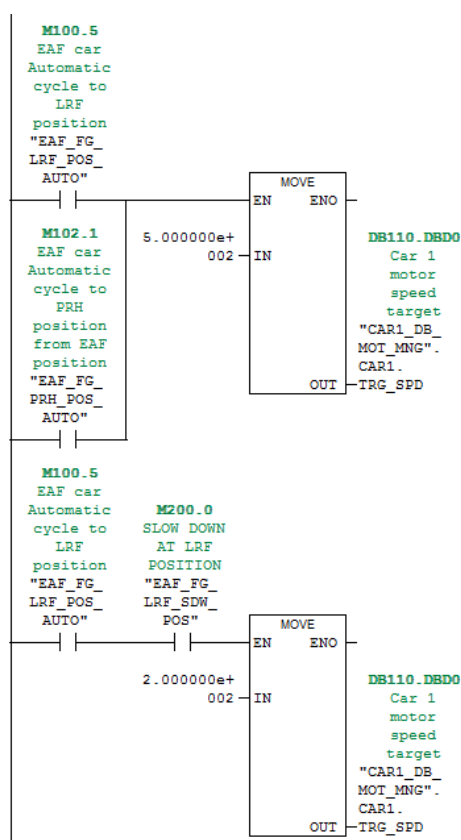 M100.5
EAF car
Automatic
cycle to
LRF
position
"EAF_FG_
LRF_POS_
AUTO"
MOVE
EN ENO
5.000000e+
002
IN
M102.1
EAF car
Automatic
cycle to
PRH
position
from EAF
position
"EAF_FG_
PRH_POS_
AUTO"
DB110.DBD0
Car 1
motor
speed
target
"CAR1_DB_
MOT_MNG".
CAR1.
OUT TRG_SPD
M100.5
EAF car
Automatic
cycle to
LRF
position
"EAF_FG_
LRF_POS_
AUTO"
M200.0
SLOW DOWN
AT LRF
POSITION
"EAF_FG_
LRF_SDW_
POS"
MOVE
EN ENO
2.000000e+
002
IN
DB110.DBD0
Car 1
motor
speed
target
"CAR1_DB_
MOT_MNG".
CAR1.
OUT TRG_SPD